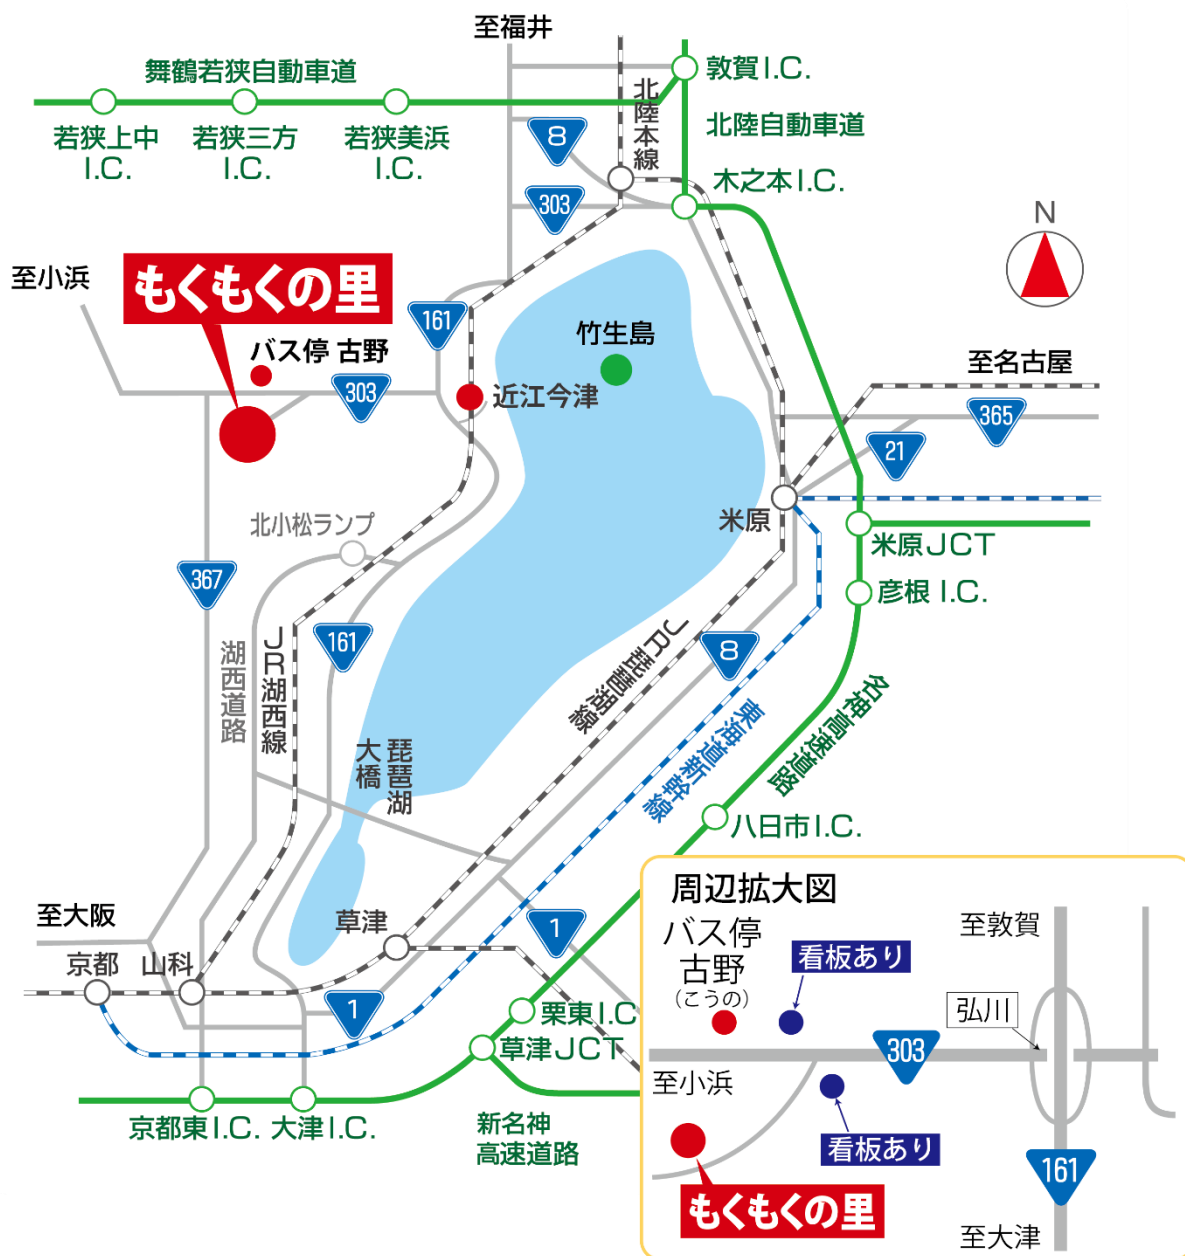 至福井
舞鶴若狭自動車道
敦賀I.C.
北陸自動車道
若狭上中
I.C.
若狭三方
I.C.
若狭美浜
I.C.
8
北陸本線
木之本I.C.
303
N
至小浜
もくもくの里
161
バス停 古野
竹生島
303
近江今津
至名古屋
365
21
北小松ランプ
米原
米原JCT
367
彦根I.C.
161
湖西道路
JR湖西線
JR琵琶湖線
8
名神高速道路
東海道新幹線
琵琶湖
大橋
八日市I.C.
至大阪
草津
1
京都
山科
1
栗東I.C
草津JCT
京都東I.C.
大津I.C.
新名神
高速道路
周辺拡大図
バス停
古野
(こうの)
看板あり
至敦賀
弘川
303
至小浜
看板あり
161
もくもくの里
至大津